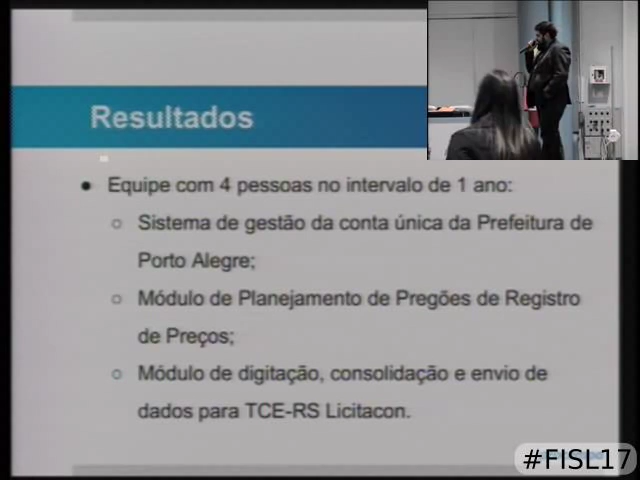 Resultados
● Equipe com 4 pessoas no intervalo de 1 ano:
○ Sistema de gestão da conta única da Prefeitura de
Porto Alegre;
○ Módulo de Planejamento de Pregões de Registro
de Preços;
○ Módulo de digitação, consolidação e envio de
dados para TCE-RS Licitacon.
#FISL17